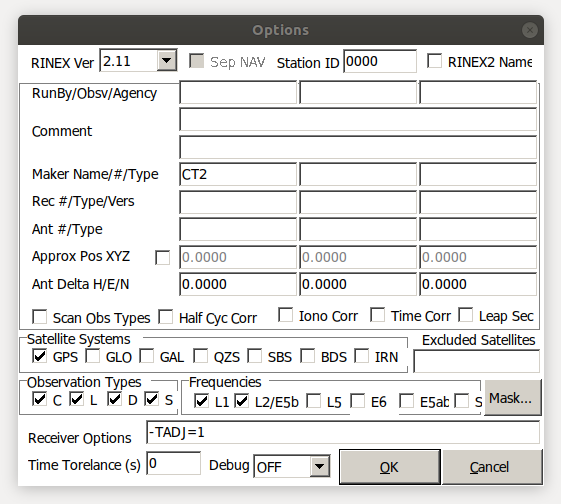 Options
RINEX Ver 2.11 Sep NAV Station ID 0000 RINEX2 Name
RunBy/Obsv/Agency
Comment
Maker Name/#/Type CT2
Rec #/Type/Vers
Ant #/Type
Approx Pos XYZ 0.0000 0.0000 0.0000
Ant Delta H/E/N 0.0000 0.0000 0.0000
Scan Obs Types Half Cyc Corr Iono Corr Time Corr Leap Sec
Satellite Systems Excluded Satellites
GPS GLO GAL QZS SBS BDS IRN
Observation Types Frequencies
C L D S L1 L2/E5b L5 E6 E5ab S Mask...
Receiver Options -TADJ=1
Time Torelance (s) 0 Debug OFF OK Cancel